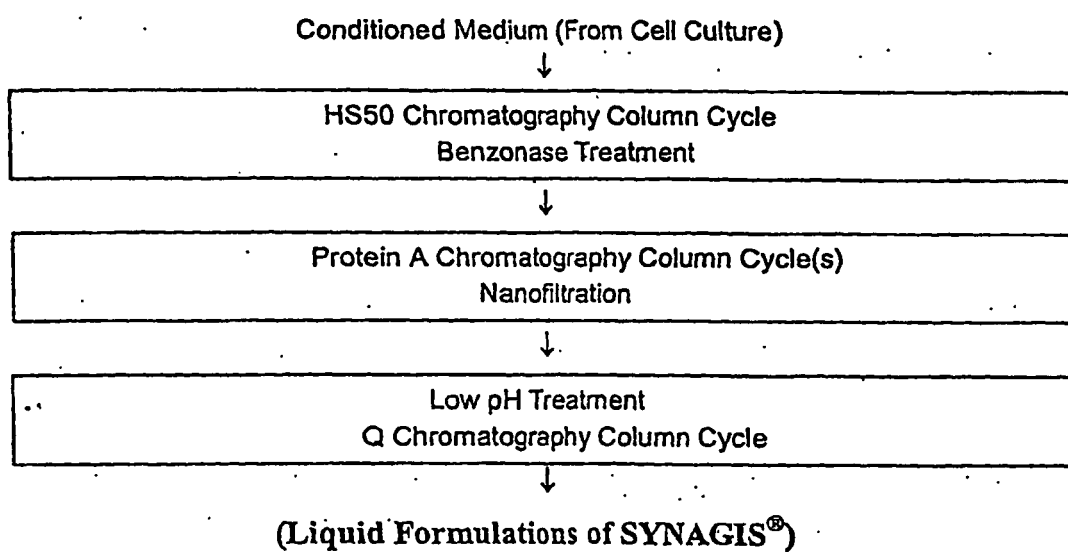 Conditioned Medium (From Cell Culture)
↓
HS50 Chromatography Column Cycle
Benzonase Treatment
↓
Protein A Chromatography Column Cycle(s)
Nanofiltration
↓
Low pH Treatment
Q Chromatography Column Cycle
↓
(Liquid Formulations of SYNAGIS®)